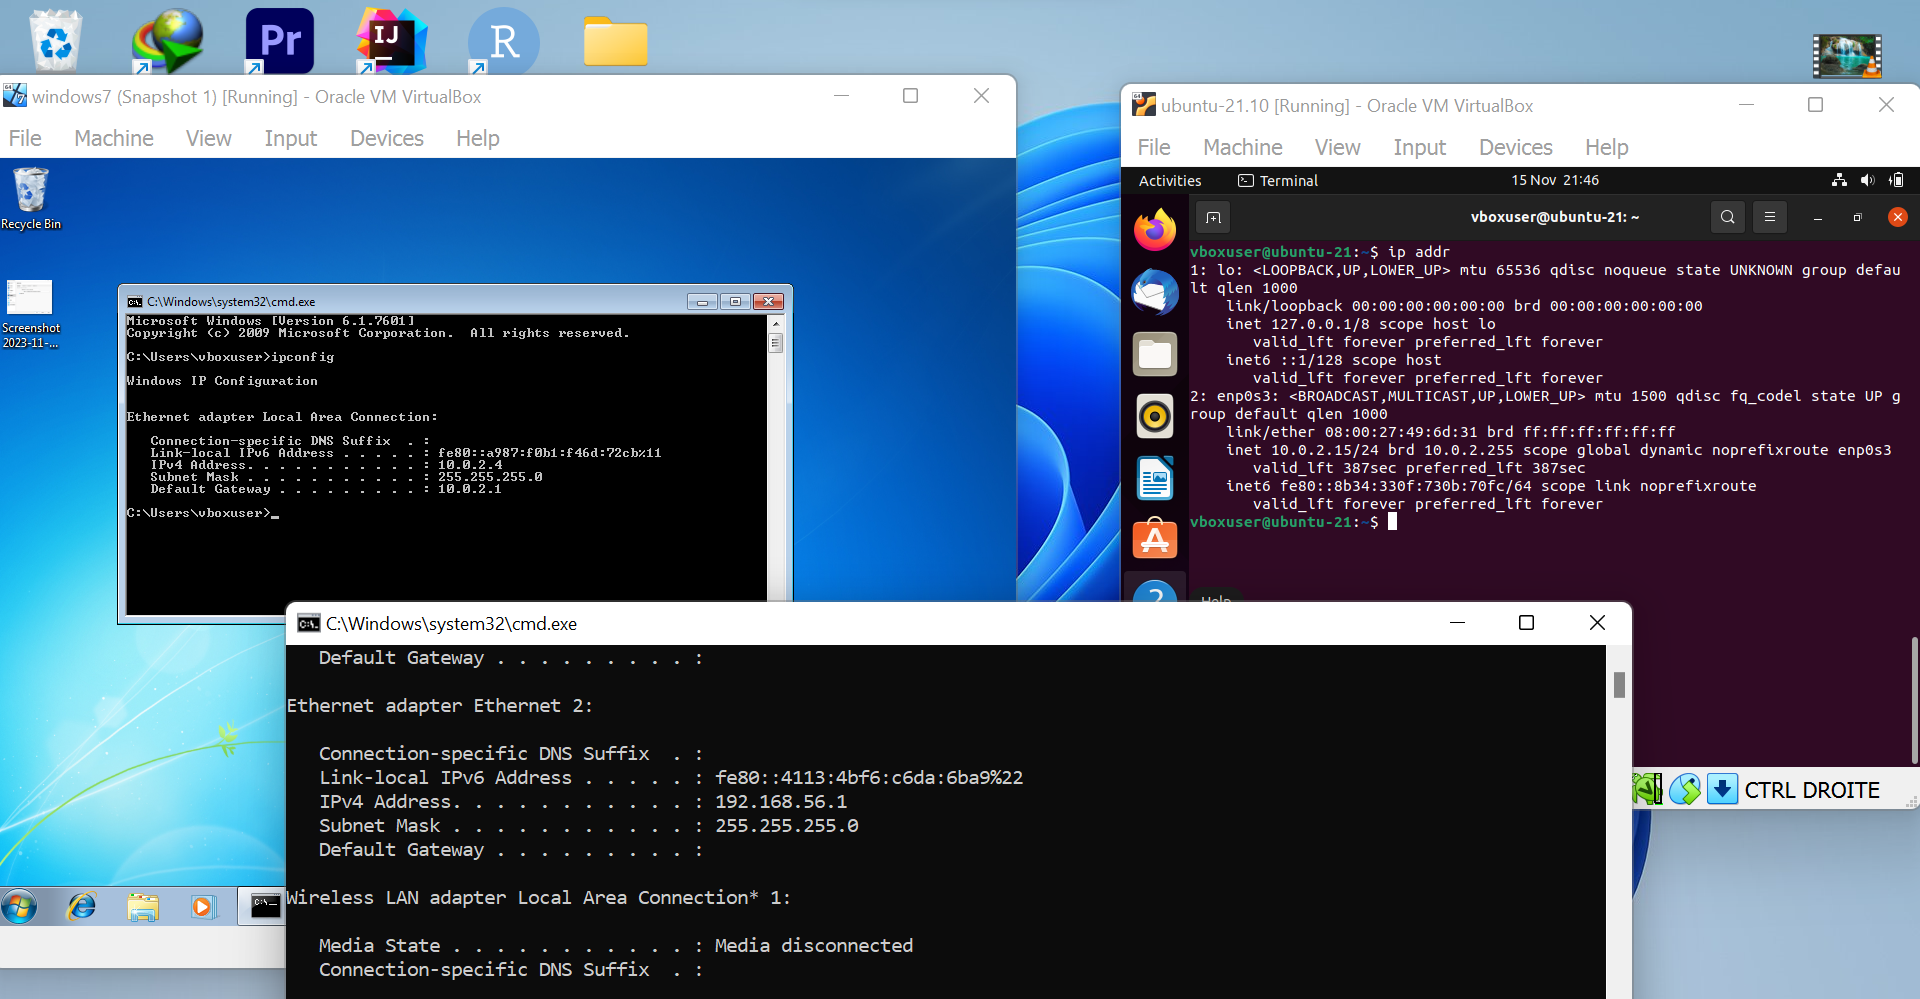 Pr
IJ
R
windows7 (Snapshot 1) [Running] - Oracle VM VirtualBox
File Machine View Input Devices Help
Recycle Bin
Screenshot
2023-11-...
C:\Windows\system32\cmd.exe
Microsoft Windows [Version 6.1.7601]
Copyright (c) 2009 Microsoft Corporation.  All rights reserved.
C:\Users\vboxuser>ipconfig
Windows IP Configuration
Ethernet adapter Local Area Connection:
Connection-specific DNS Suffix  . :
Link-local IPv6 Address . . . . . : fe80::a987:f0b1:f46d:72cb%11
IPv4 Address. . . . . . . . . . . : 10.0.2.4
Subnet Mask . . . . . . . . . . . : 255.255.255.0
Default Gateway . . . . . . . . . : 10.0.2.1
C:\Users\vboxuser>_
ubuntu-21.10 [Running] - Oracle VM VirtualBox
File Machine View Input Devices Help
Activities Terminal 15 Nov 21:46
vboxuser@ubuntu-21: ~
vboxuser@ubuntu-21:~$ ip addr
1: lo: <LOOPBACK,UP,LOWER_UP> mtu 65536 qdisc noqueue state UNKNOWN group defau
lt qlen 1000
link/loopback 00:00:00:00:00:00 brd 00:00:00:00:00:00
inet 127.0.0.1/8 scope host lo
valid_lft forever preferred_lft forever
inet6 ::1/128 scope host
valid_lft forever preferred_lft forever
2: enp0s3: <BROADCAST,MULTICAST,UP,LOWER_UP> mtu 1500 qdisc fq_codel state UP g
roup default qlen 1000
link/ether 08:00:27:49:6d:31 brd ff:ff:ff:ff:ff:ff
inet 10.0.2.15/24 brd 10.0.2.255 scope global dynamic noprefixroute enp0s3
valid_lft 387sec preferred_lft 387sec
inet6 fe80::8b34:330f:730b:70fc/64 scope link noprefixroute
valid_lft forever preferred_lft forever
vboxuser@ubuntu-21:~$
Help
CTRL DROITE
C:\Windows\system32\cmd.exe
Default Gateway . . . . . . . . . :
Ethernet adapter Ethernet 2:
Connection-specific DNS Suffix  . :
Link-local IPv6 Address . . . . . : fe80::4113:4bf6:c6da:6ba9%22
IPv4 Address. . . . . . . . . . . : 192.168.56.1
Subnet Mask . . . . . . . . . . . : 255.255.255.0
Default Gateway . . . . . . . . . :
Wireless LAN adapter Local Area Connection* 1:
Media State . . . . . . . . . . . : Media disconnected
Connection-specific DNS Suffix  . :